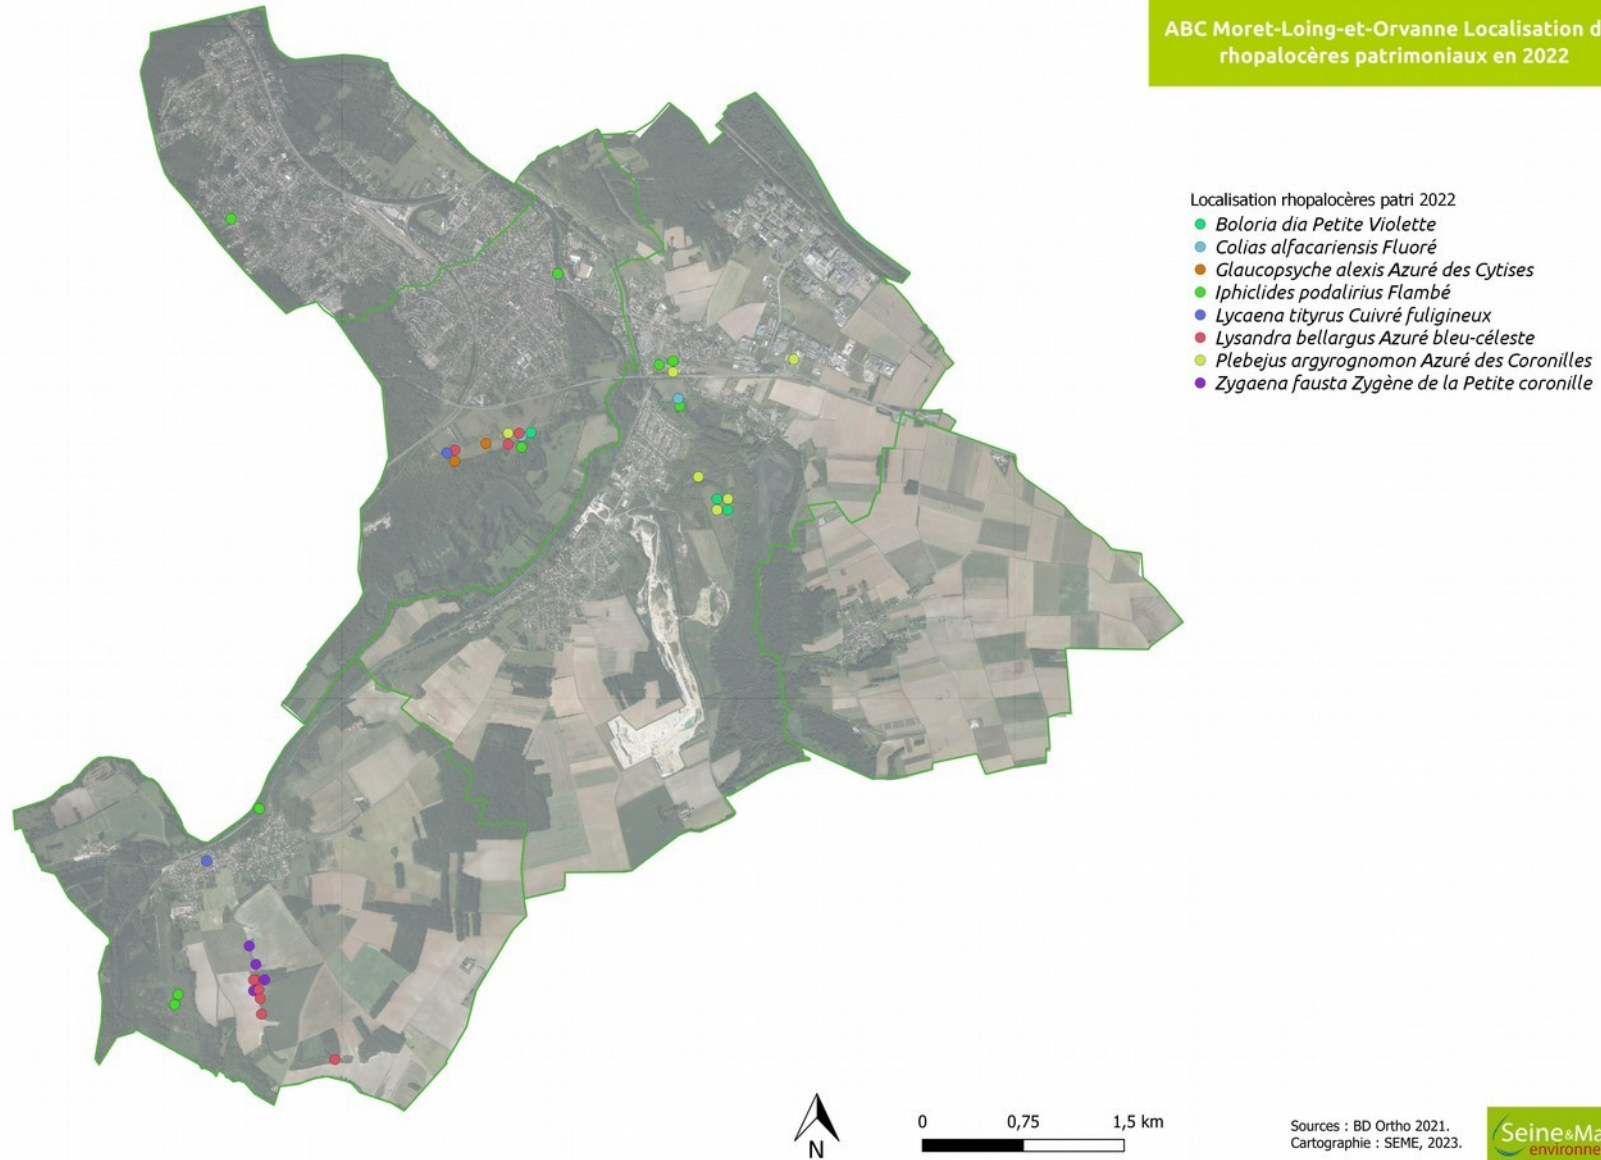 ABC Moret-Loing-et-Orvanne Localisation d
rhopalocères patrimoniaux en 2022
Localisation rhopalocères patri 2022
Boloria dia Petite Violette
Colias alfacariensis Fluoré
Glaucopsyche alexis Azuré des Cytises
Iphiclides podalirius Flambé
Lycaena tityrus Cuivré fuligineux
Lysandra bellargus Azuré bleu-céleste
Plebejus argyrognomon Azuré des Coronilles
Zygaena fausta Zygène de la Petite coronille
N
0 0,75 1,5 km
Sources : BD Ortho 2021.
Cartographie : SEME, 2023.
Seine&Ma
environne